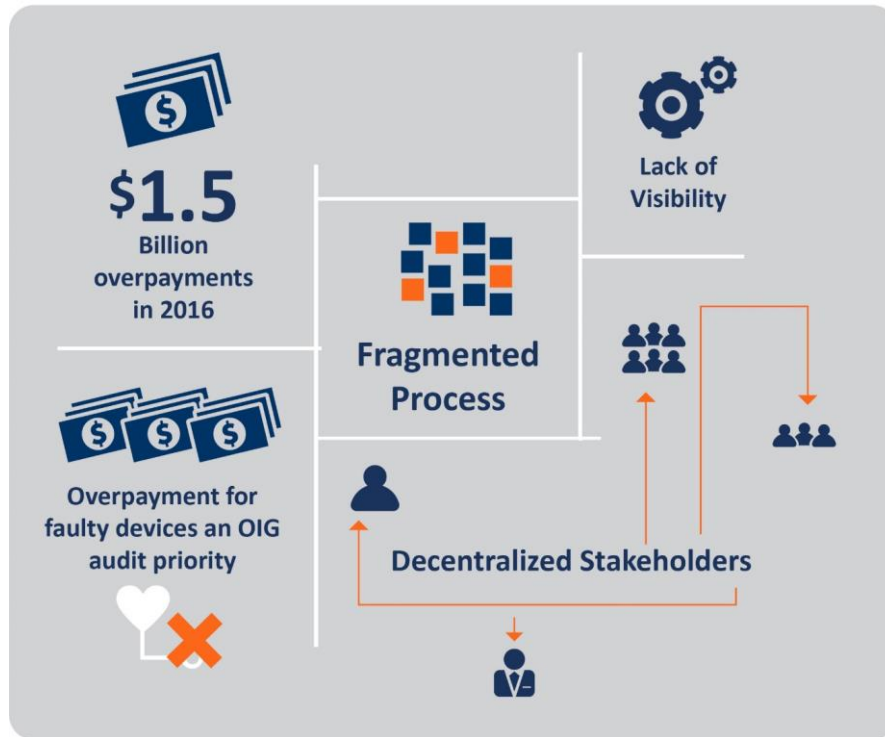 $1.5
Billion
overpayments
in 2016
Lack of
Visibility
Fragmented
Process
Overpayment for
faulty devices an OIG
audit priority
Decentralized Stakeholders